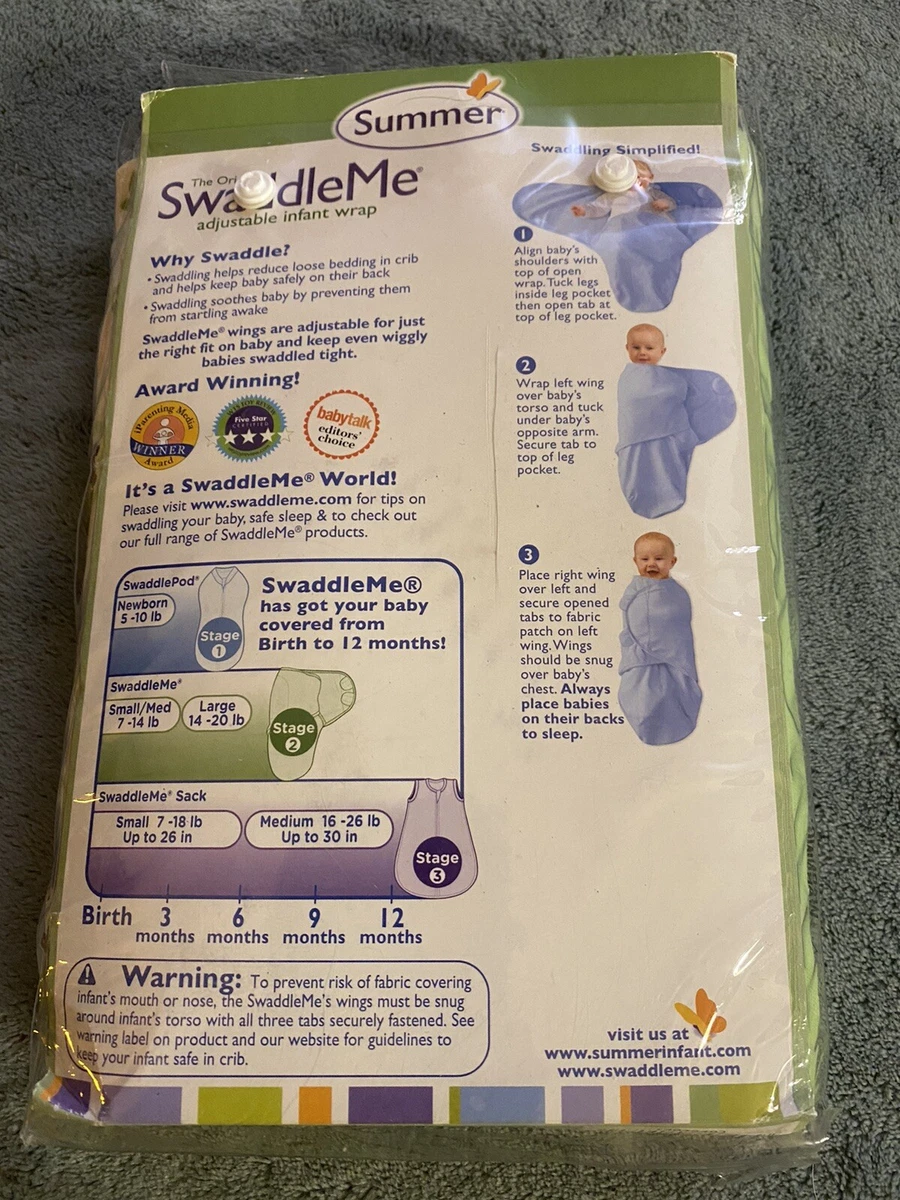 Summer
The Ori
Swa dleMe®
adjustable infant wrap
Why Swaddle?
• Swaddling helps reduce loose bedding in crib
and helps keep baby safely on their back
• Swaddling soothes baby by preventing them
from startling awake
SwaddleMe® wings are adjustable for just
the right fit on baby and keep even wiggly
babies swaddled tight.
Award Winning!
iParenting Media
WINNER
Award
Five Star
CERTIFIED
babytalk
editors'
choice
It's a SwaddleMe® World!
Please visit www.swaddleme.com for tips on
swaddling your baby, safe sleep & to check out
our full range of SwaddleMe® products.
SwaddlePod®
Newborn
5 -10 lb
Stage
1
SwaddleMe®
has got your baby
covered from
Birth to 12 months!
SwaddleMe®
Small/Med
7 -14 lb
Large
14 -20 lb
Stage
2
SwaddleMe® Sack
Small 7 -18 lb
Up to 26 in
Medium 16 -26 lb
Up to 30 in
Stage
3
Birth 3 6 9 12
months months months months
Warning: To prevent risk of fabric covering
infant's mouth or nose, the SwaddleMe's wings must be snug
around infant's torso with all three tabs securely fastened. See
warning label on product and our website for guidelines to
keep your infant safe in crib.
Swaddling Simplified!
1
Align baby's
shoulders with
top of open
wrap. Tuck legs
inside leg pocket
then open tab at
top of leg pocket.
2
Wrap left wing
over baby's
torso and tuck
under baby's
opposite arm.
Secure tab to
top of leg
pocket.
3
Place right wing
over left and
secure opened
tabs to fabric
patch on left
wing. Wings
should be snug
over baby's
chest. Always
place babies
on their backs
to sleep.
visit us at
www.summerinfant.com
www.swaddleme.com